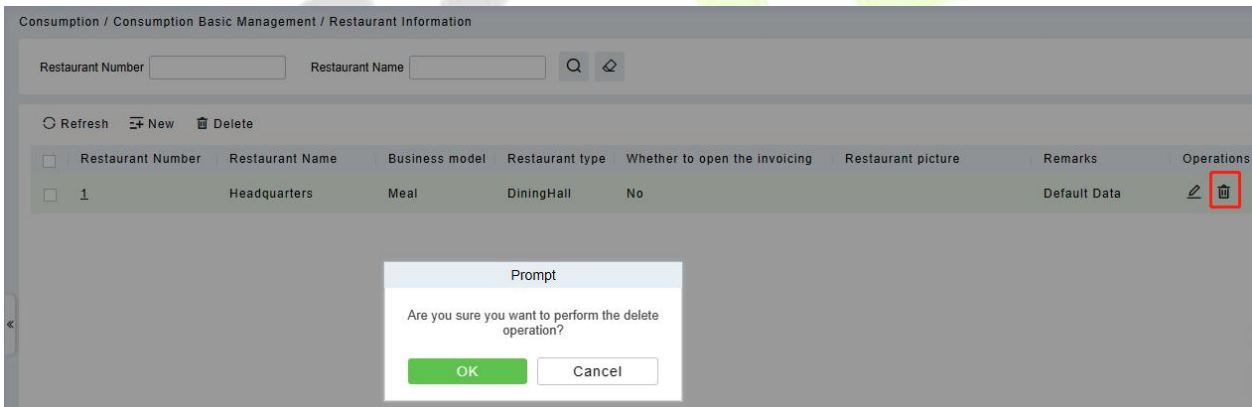 Consumption / Consumption Basic Management / Restaurant Information
Restaurant Number Restaurant Name
Refresh New Delete
Restaurant Number Restaurant Name Business model Restaurant type Whether to open the invoicing Restaurant picture Remarks Operations
1 Headquarters Meal DiningHall No Default Data
Prompt
Are you sure you want to perform the delete
operation?
OK Cancel